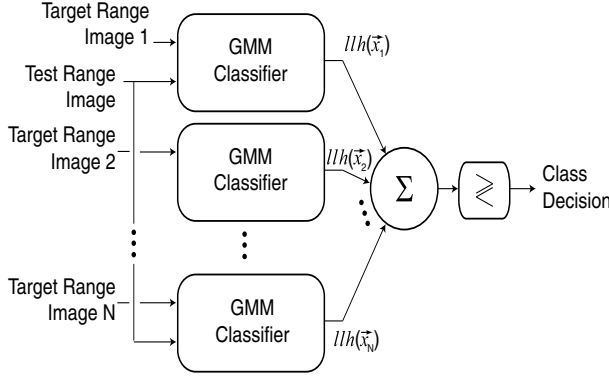 Target Range
Image 1
GMM
Classifier
llh(x⃗₁)
Test Range
Image
Target Range
Image 2
GMM
Classifier
llh(x⃗₂)
Σ
≷
Class
Decision
Target Range
Image N
GMM
Classifier
llh(x⃗N)